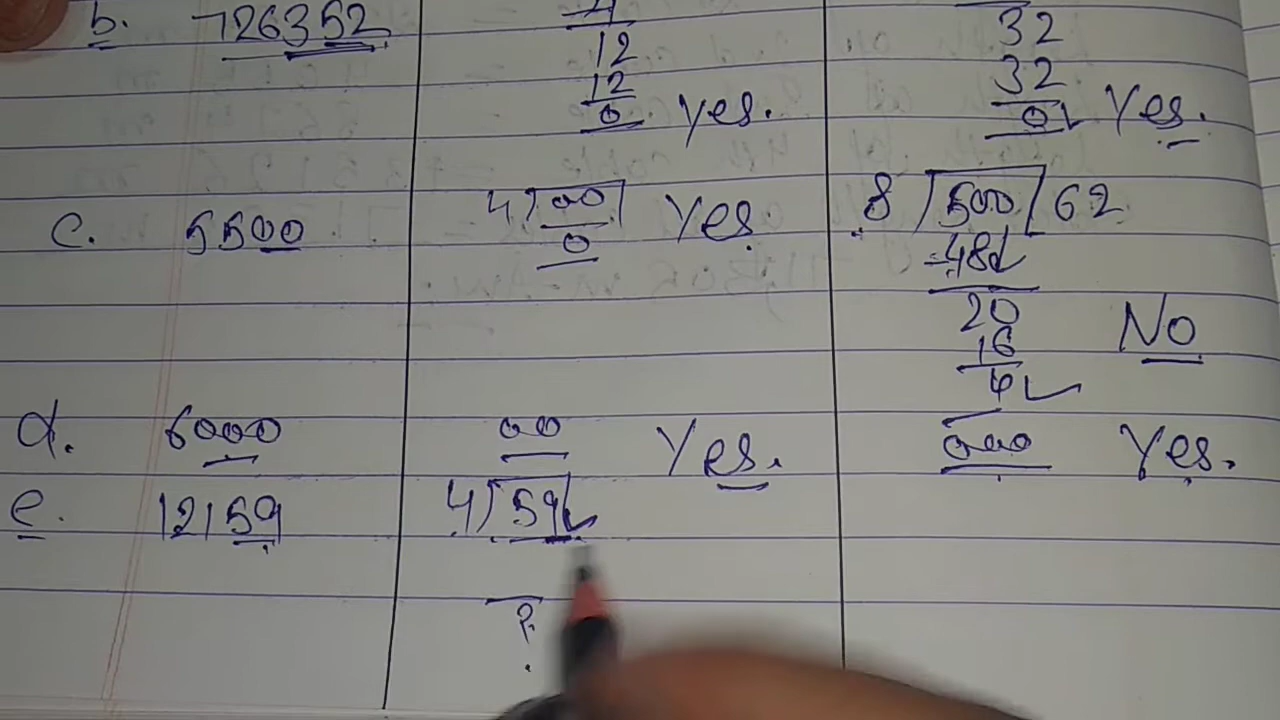 b. 726352
12
32
12
32
0 Yes.
0 Yes.
c. 5500
4) 00 Yes.
8) 500 ( 62
0
-48
20 No
16
4
d. 6000 00 Yes. 000 Yes.
e. 12159 4) 59
?